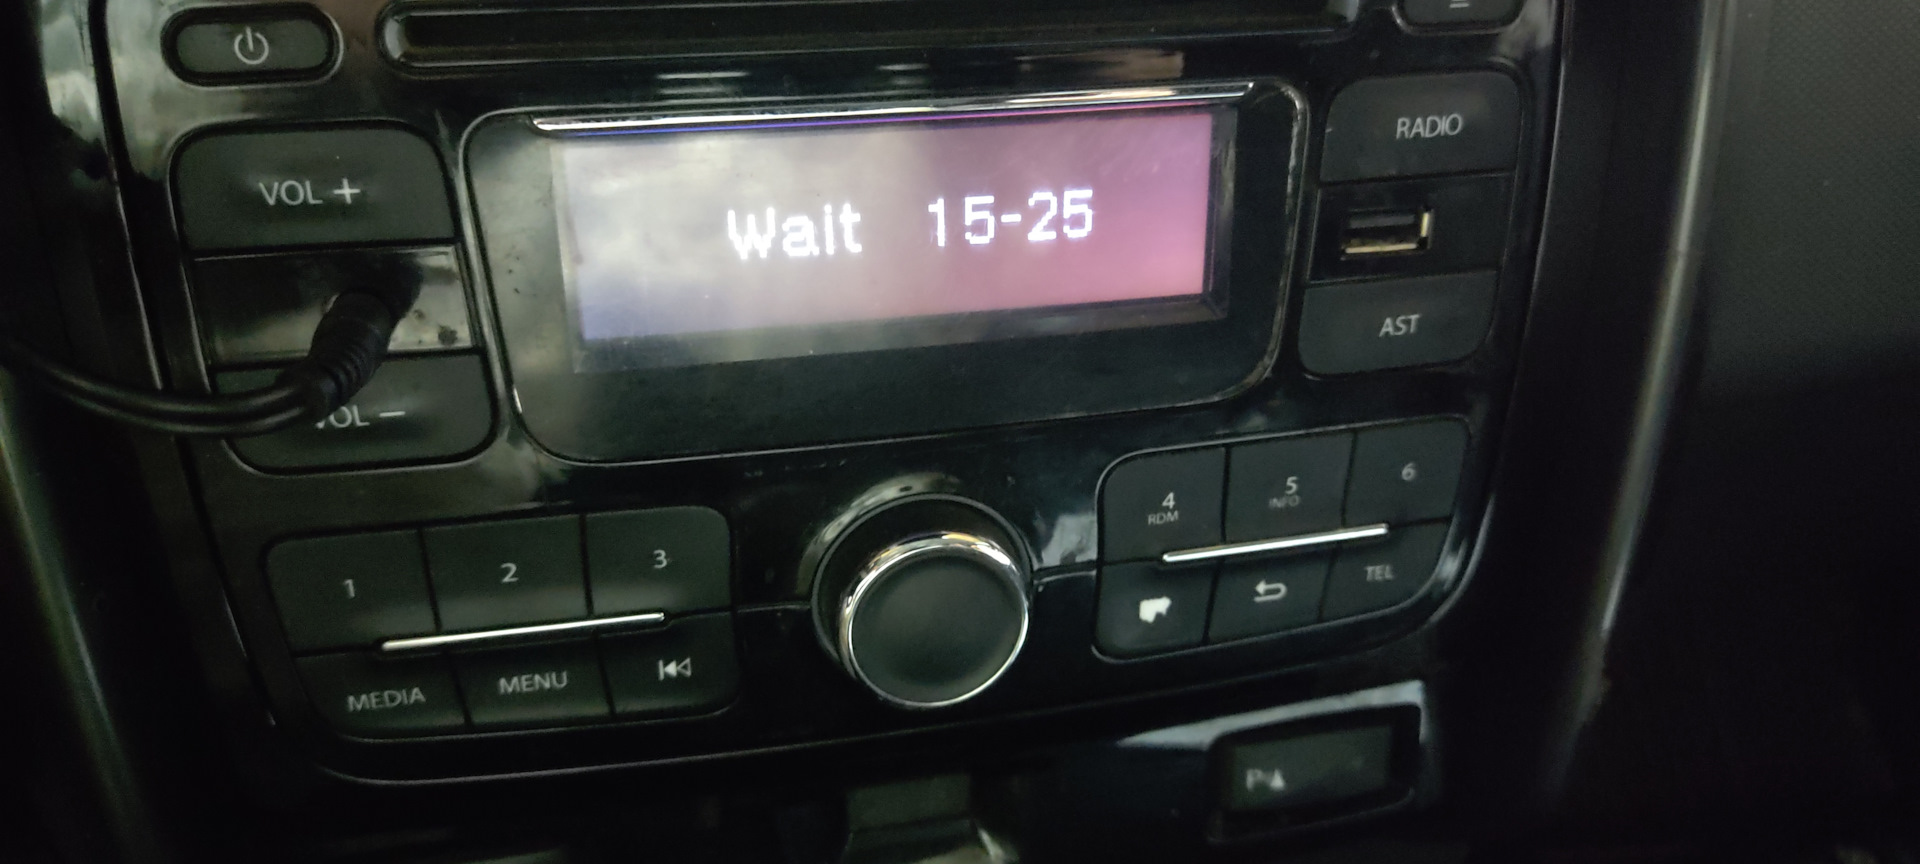 VOL +
Wait 15-25
RADIO
AST
VOL −
1
2
3
4
RDM
5
INFO
6
MEDIA
MENU
TEL
P